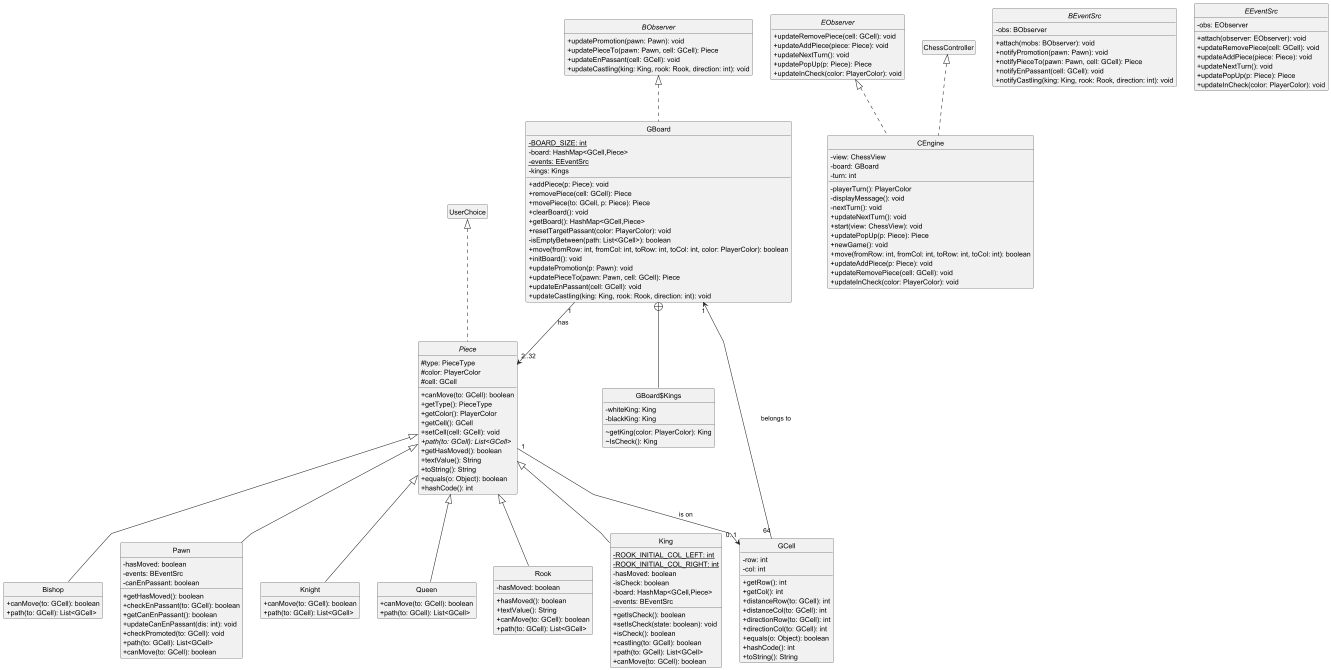 BObserver
+updatePromotion(pawn: Pawn): void
+updatePieceTo(pawn: Pawn, cell: GCell): Piece
+updateEnPassant(cell: GCell): void
+updateCastling(king: King, rook: Rook, direction: int): void
EObserver
+updateRemovePiece(cell: GCell): void
+updateAddPiece(piece: Piece): void
+updateNextTurn(): void
+updatePopUp(p: Piece): Piece
+updateInCheck(color: PlayerColor): void
ChessController
BEventSrc
-obs: BObserver
+attach(mobs: BObserver): void
+notifyPromotion(pawn: Pawn): void
+notifyPieceTo(pawn: Pawn, cell: GCell): Piece
+notifyEnPassant(cell: GCell): void
+notifyCastling(king: King, rook: Rook, direction: int): void
EEventSrc
-obs: EObserver
+attach(observer: EObserver): void
+updateRemovePiece(cell: GCell): void
+updateAddPiece(piece: Piece): void
+updateNextTurn(): void
+updatePopUp(p: Piece): Piece
+updateInCheck(color: PlayerColor): void
GBoard
-BOARD_SIZE: int
-board: HashMap<GCell,Piece>
-events: EEventSrc
-kings: Kings
+addPiece(p: Piece): void
+removePiece(cell: GCell): Piece
+movePiece(to: GCell, p: Piece): Piece
+clearBoard(): void
+getBoard(): HashMap<GCell,Piece>
+resetTargetPassant(color: PlayerColor): void
-isEmptyBetween(path: List<GCell>): boolean
+move(fromRow: int, fromCol: int, toRow: int, toCol: int, color: PlayerColor): boolean
+initBoard(): void
+updatePromotion(p: Pawn): void
+updatePieceTo(pawn: Pawn, cell: GCell): Piece
+updateEnPassant(cell: GCell): void
+updateCastling(king: King, rook: Rook, direction: int): void
CEngine
-view: ChessView
-board: GBoard
-turn: int
-playerTurn(): PlayerColor
-displayMessage(): void
-nextTurn(): void
+updateNextTurn(): void
+start(view: ChessView): void
+updatePopUp(p: Piece): Piece
+newGame(): void
+move(fromRow: int, fromCol: int, toRow: int, toCol: int): boolean
+updateAddPiece(p: Piece): void
+updateRemovePiece(cell: GCell): void
+updateInCheck(color: PlayerColor): void
UserChoice
1
has
2..32
1
belongs to
64
Piece
#type: PieceType
#color: PlayerColor
#cell: GCell
+canMove(to: GCell): boolean
+getType(): PieceType
+getColor(): PlayerColor
+getCell(): GCell
+setCell(cell: GCell): void
+path(to: GCell): List<GCell>
+getHasMoved(): boolean
+textValue(): String
+toString(): String
+equals(o: Object): boolean
+hashCode(): int
GBoard$Kings
-whiteKing: King
-blackKing: King
~getKing(color: PlayerColor): King
~IsCheck(): King
1
is on
0..1
Bishop
+canMove(to: GCell): boolean
+path(to: GCell): List<GCell>
Pawn
-hasMoved: boolean
-events: BEventSrc
-canEnPassant: boolean
+getHasMoved(): boolean
+checkEnPassant(to: GCell): boolean
+getCanEnPassant(): boolean
+updateCanEnPassant(dis: int): void
+checkPromoted(to: GCell): void
+path(to: GCell): List<GCell>
+canMove(to: GCell): boolean
Knight
+canMove(to: GCell): boolean
+path(to: GCell): List<GCell>
Queen
+canMove(to: GCell): boolean
+path(to: GCell): List<GCell>
Rook
-hasMoved: boolean
+hasMoved(): boolean
+textValue(): String
+canMove(to: GCell): boolean
+path(to: GCell): List<GCell>
King
-ROOK_INITIAL_COL_LEFT: int
-ROOK_INITIAL_COL_RIGHT: int
-hasMoved: boolean
-isCheck: boolean
-board: HashMap<GCell,Piece>
-events: BEventSrc
+getIsCheck(): boolean
+setIsCheck(state: boolean): void
+isCheck(): boolean
+castling(to: GCell): boolean
+path(to: GCell): List<GCell>
+canMove(to: GCell): boolean
GCell
-row: int
-col: int
+getRow(): int
+getCol(): int
+distanceRow(to: GCell): int
+distanceCol(to: GCell): int
+directionRow(to: GCell): int
+directionCol(to: GCell): int
+equals(o: Object): boolean
+hashCode(): int
+toString(): String